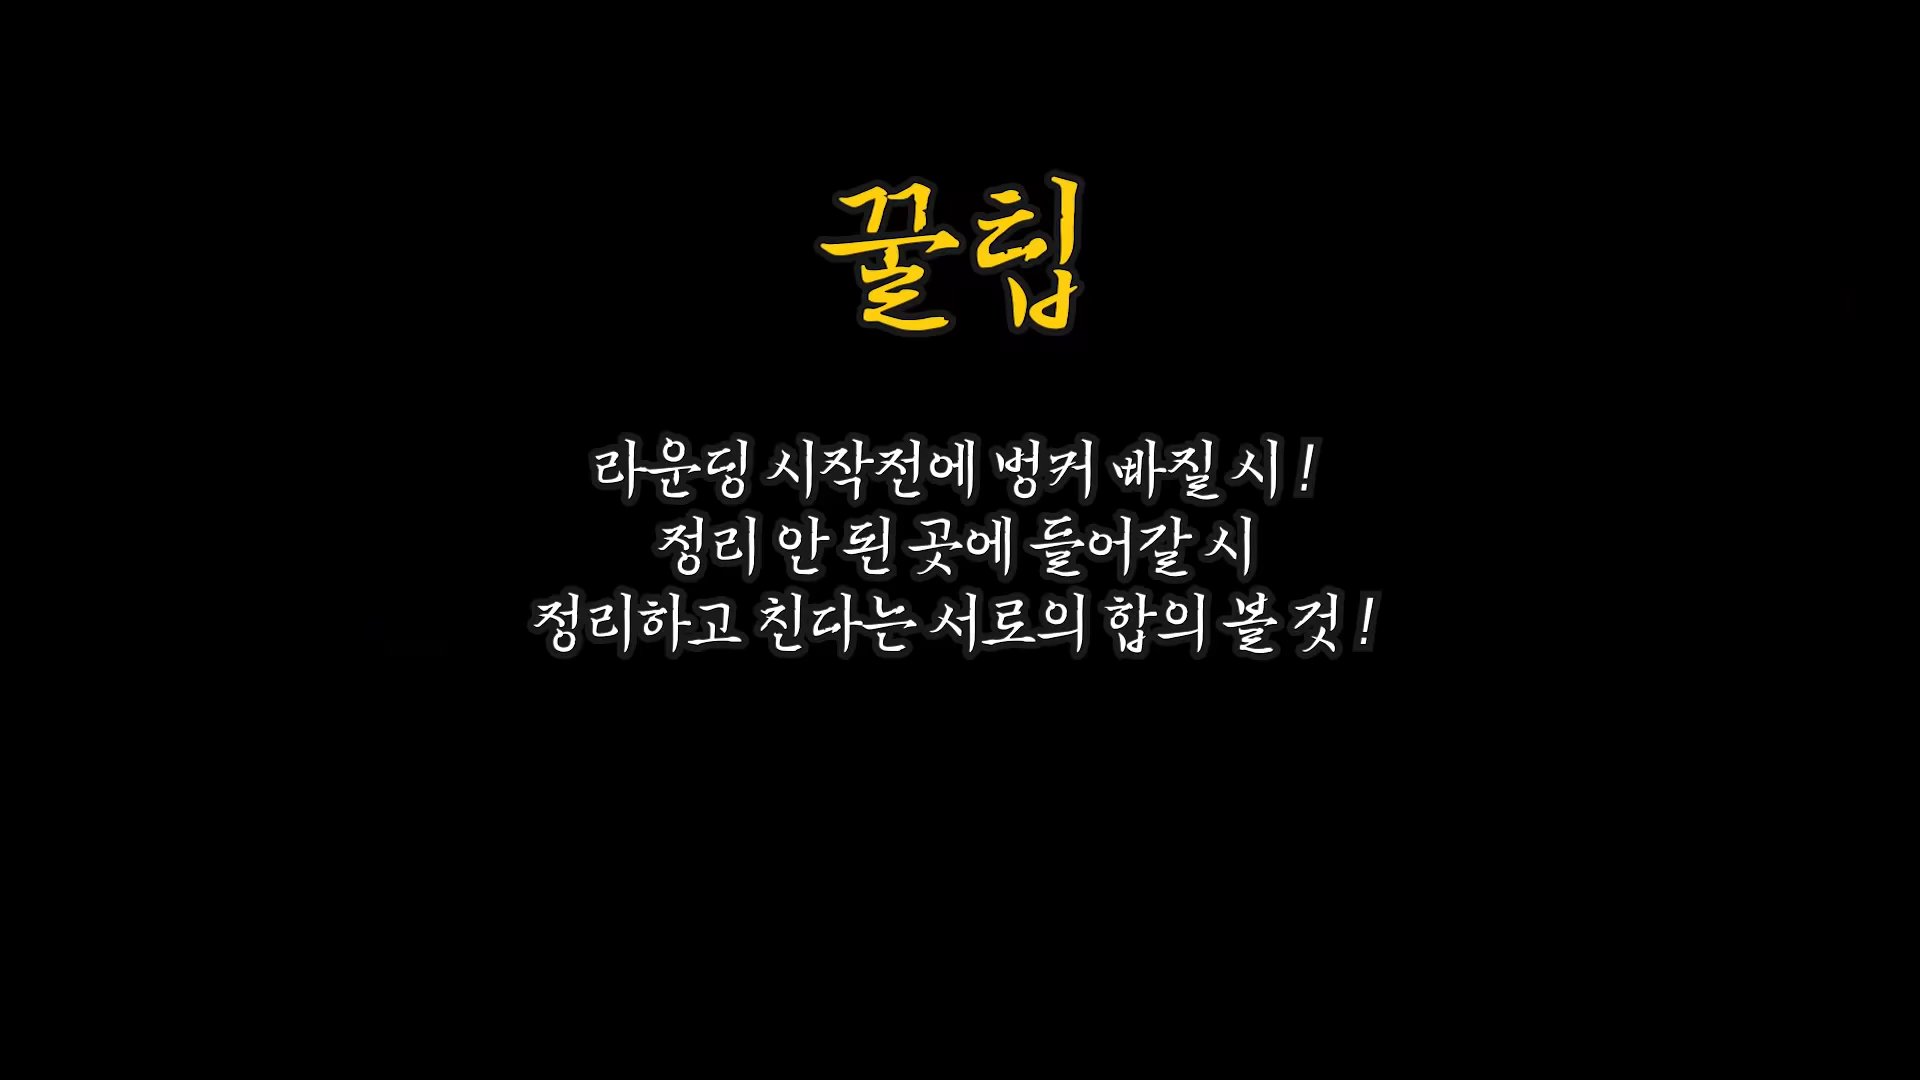 꿀팁
라운딩 시작전에 벙커 빠질 시!
정리 안 된 곳에 들어갈 시
정리하고 친다는 서로의 합의 볼 것!